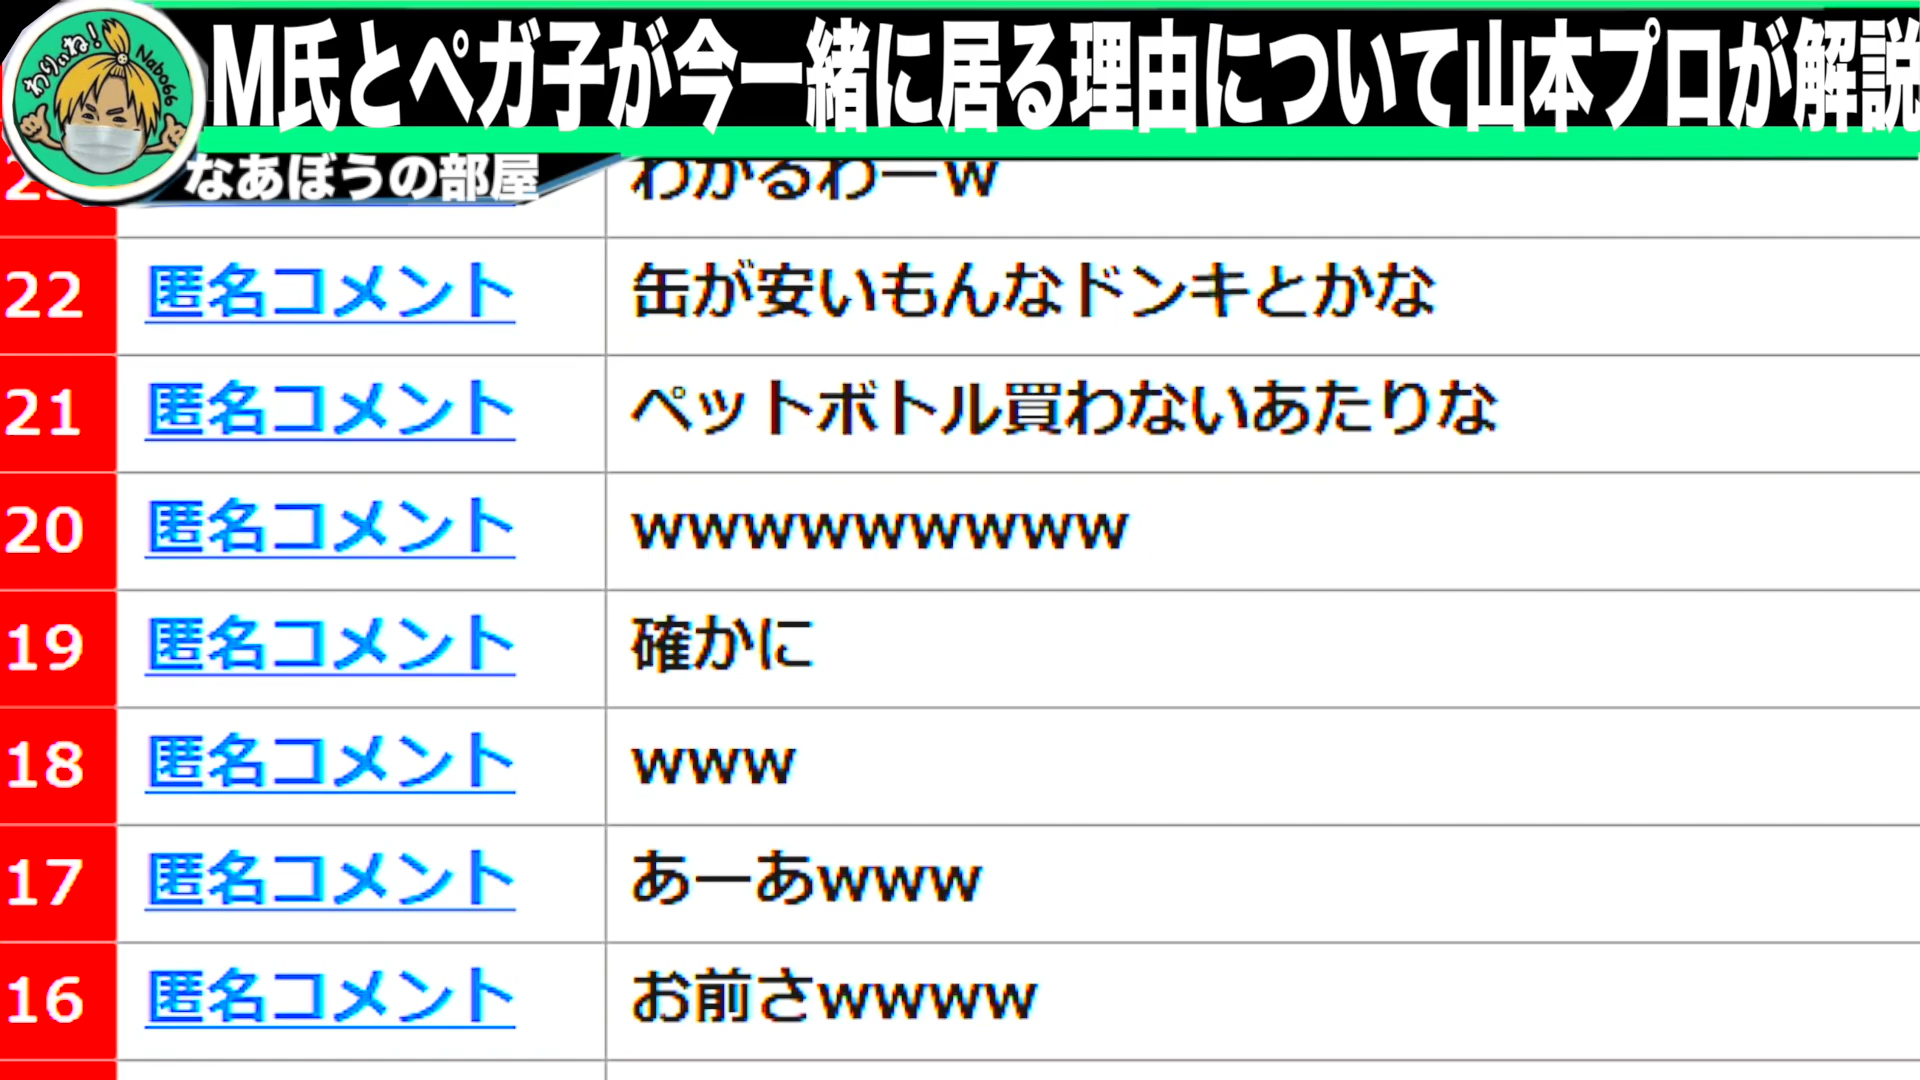 わりぃね!
Nabo66
M氏とペガ子が今一緒に居る理由について山本プロが解説
なあぼうの部屋
わかるわーw
22 匿名コメント 缶が安いもんなドンキとかな
21 匿名コメント ペットボトル買わないあたりな
20 匿名コメント wwwwwwwww
19 匿名コメント 確かに
18 匿名コメント www
17 匿名コメント あーあwww
16 匿名コメント お前さwwww